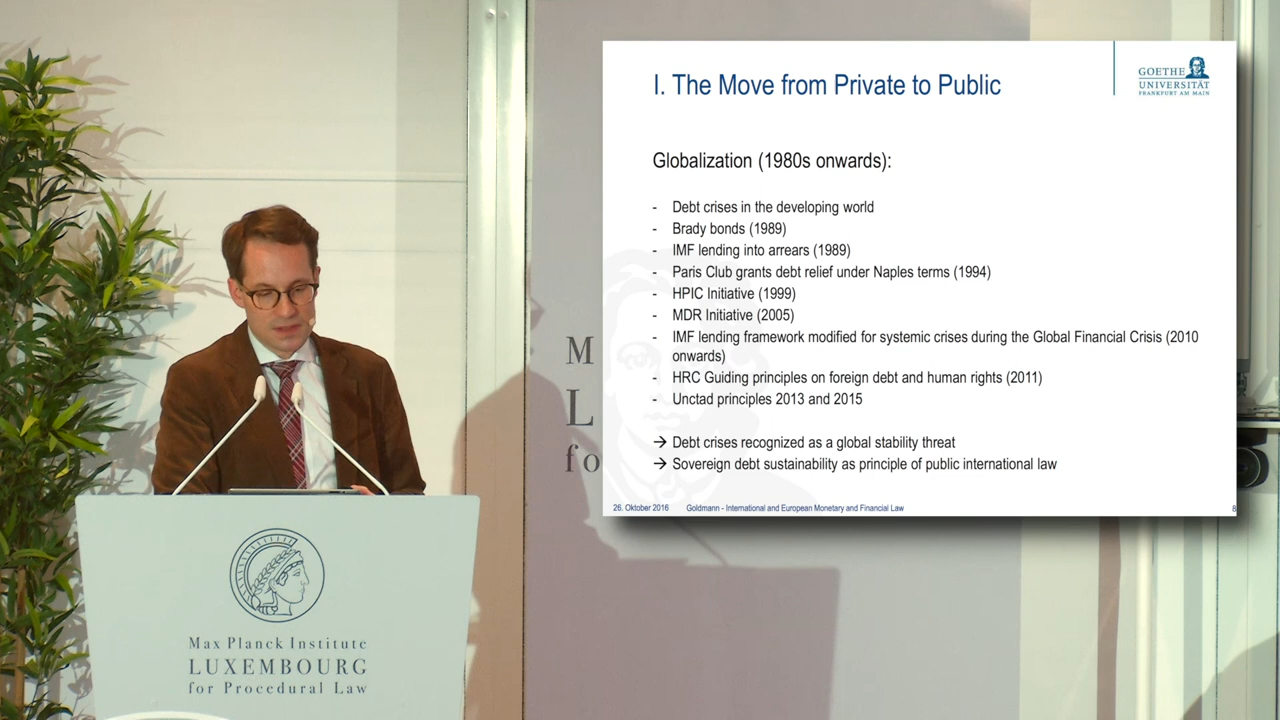 I. The Move from Private to Public
GOETHE
UNIVERSITÄT
FRANKFURT AM MAIN
Globalization (1980s onwards):
- Debt crises in the developing world
- Brady bonds (1989)
- IMF lending into arrears (1989)
- Paris Club grants debt relief under Naples terms (1994)
- HPIC Initiative (1999)
- MDR Initiative (2005)
- IMF lending framework modified for systemic crises during the Global Financial Crisis (2010
onwards)
- HRC Guiding principles on foreign debt and human rights (2011)
- Unctad principles 2013 and 2015
→ Debt crises recognized as a global stability threat
→ Sovereign debt sustainability as principle of public international law
26. Oktober 2016 Goldmann - International and European Monetary and Financial Law 8
M
L
fo
Max Planck Institute
LUXEMBOURG
for Procedural Law